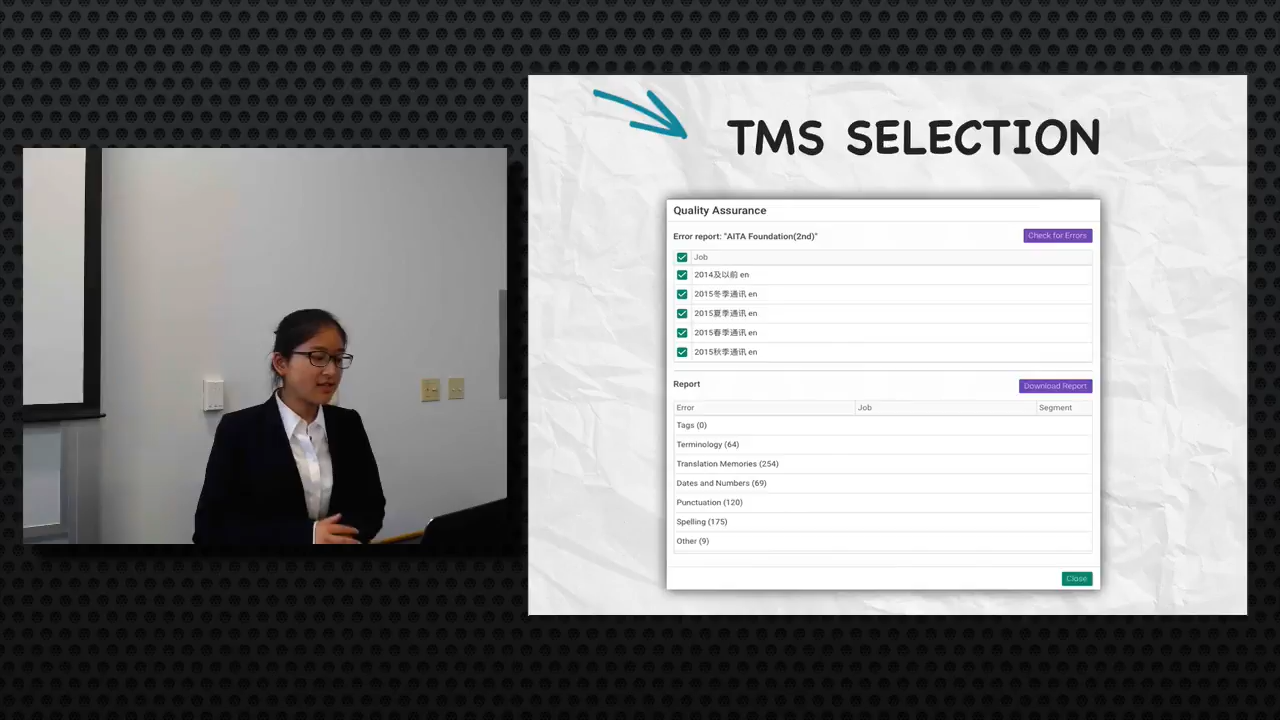 TMS SELECTION
Quality Assurance
Error report: "AITA Foundation(2nd)"
Check for Errors
Job
2014及以前 en
2015冬季通讯 en
2015夏季通讯 en
2015春季通讯 en
2015秋季通讯 en
Report
Download Report
Error Job Segment
Tags (0)
Terminology (64)
Translation Memories (254)
Dates and Numbers (69)
Punctuation (120)
Spelling (175)
Other (9)
Close